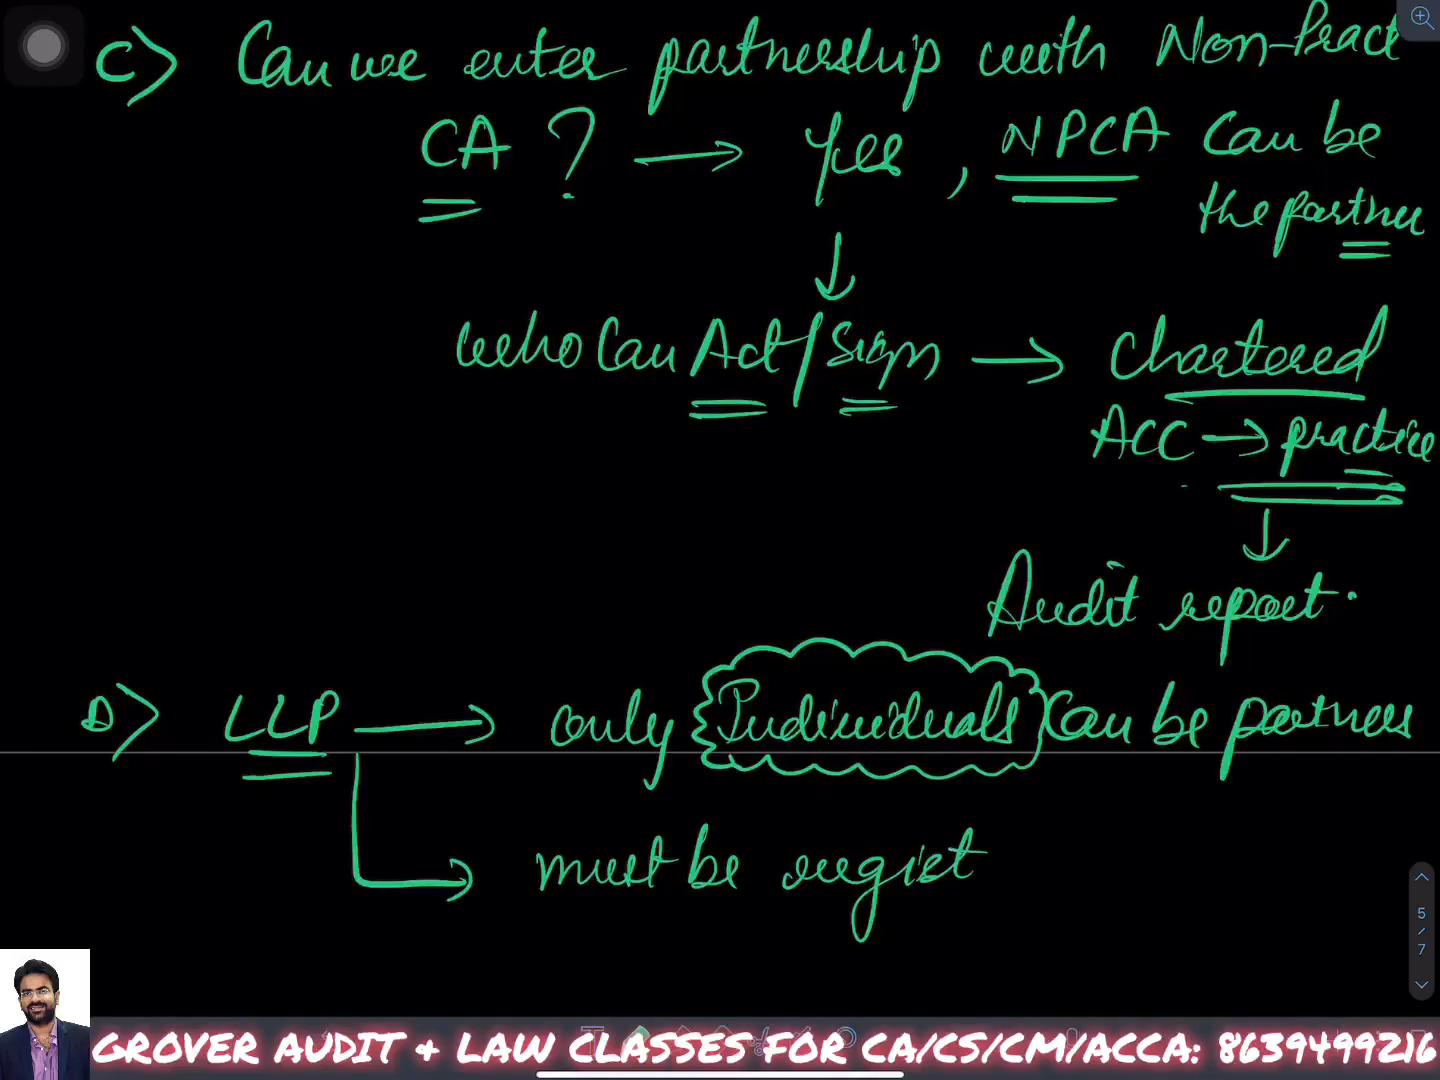 C> Can we enter partnership with Non-Pract
CA ? → Yes, NPCA can be
the partner
↓
who can Act/Sign → Chartered
ACC → practice
↓
Audit report.
D> LLP → only Individuals can be partners
→ must be regist
5
/
7
GROVER AUDIT & LAW CLASSES FOR CA/CS/CM/ACCA: 8639499216